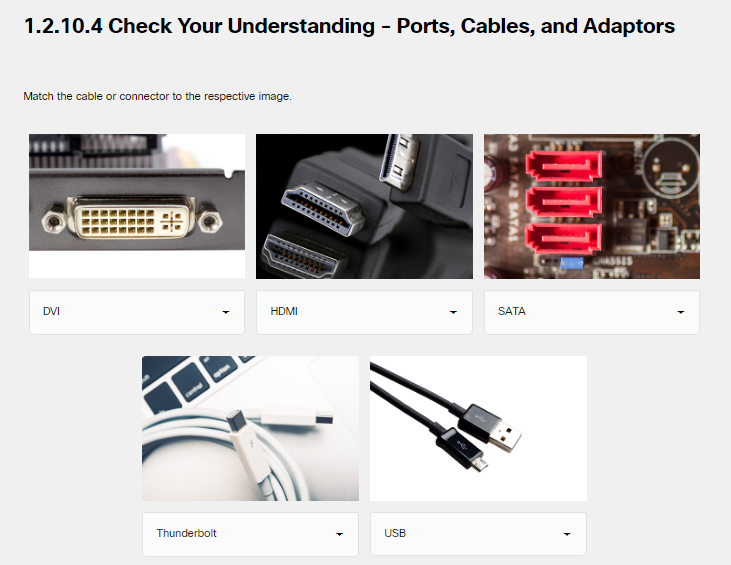 1.2.10.4 Check Your Understanding – Ports, Cables, and Adaptors
Match the cable or connector to the respective image.
DVI
HDMI
SATA
Thunderbolt
USB